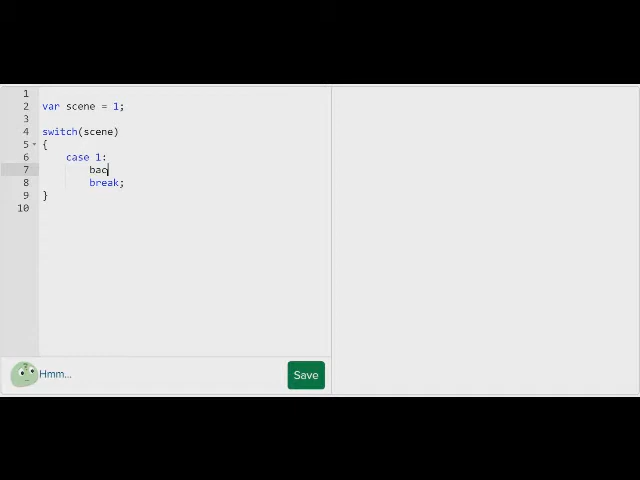 1
2 var scene = 1;
3
4 switch(scene)
5 {
6 case 1:
7 bac
8 break;
9 }
10
Hmm...
Save